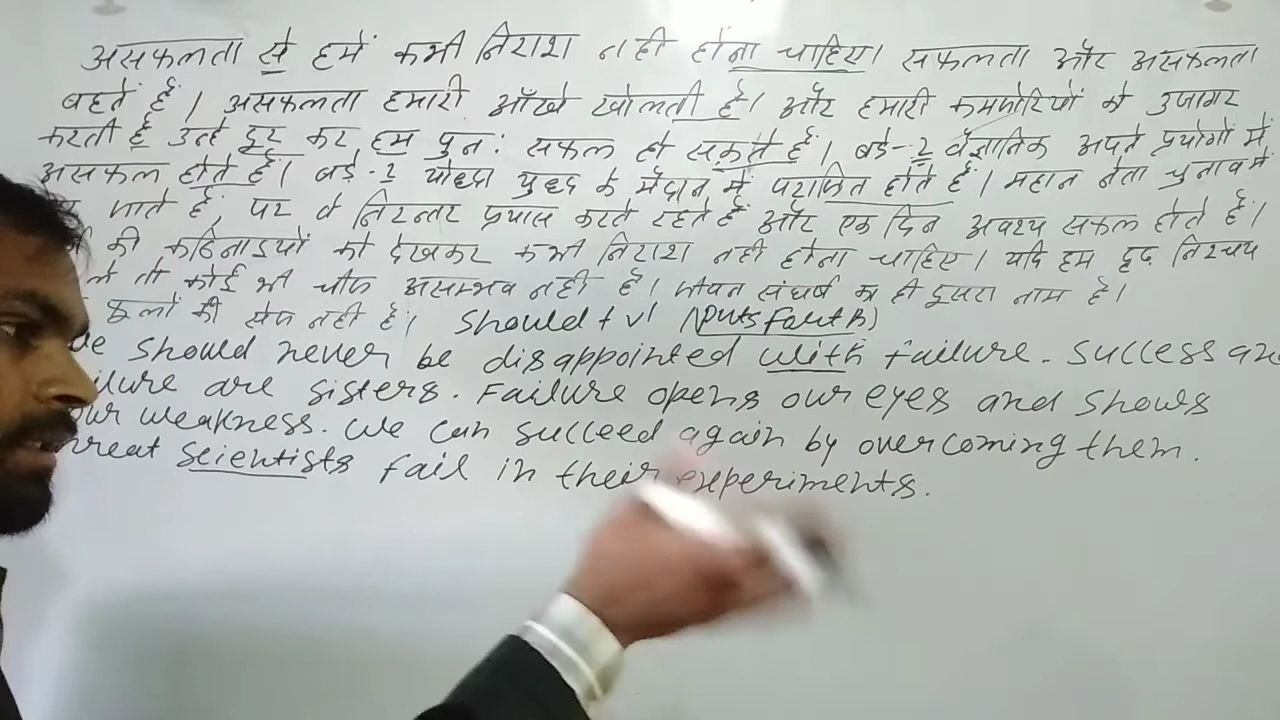 असफलता से हमें कभी निराश नही होना चाहिए। सफलता और असफलता
बहते हैं। असफलता हमारी आँखे खोलती है। और हमारी कमजोरियों को उजागर
करती है उन्हे दूर कर हम पुन: सफल हो सकते हैं। बड़े-2 वैज्ञानिक अपने प्रयोगों में
असफल होते हैं। बड़े-2 योध्दा युध्द के मैदान में पराजित होते हैं। महान नेता चुनाव में
जाते हैं, पर वे निरन्तर प्रयास करते रहते हैं और एक दिन अवश्य सफल होते हैं।
की कठिनाइयों को देखकर कभी निराश नही होना चाहिए। यदि हम दृढ़ निश्चय
तो कोई भी चीज असम्भव नही है। जीवन संघर्ष का ही दूसरा नाम है।
फूलों की सेज नही है। Should + V1
we should never be disappointed with failure. Success an
ilure are sisters. Failure opens our eyes and shows
our weakness. We can succeed again by overcoming them.
Great scientists fail in their experiments.